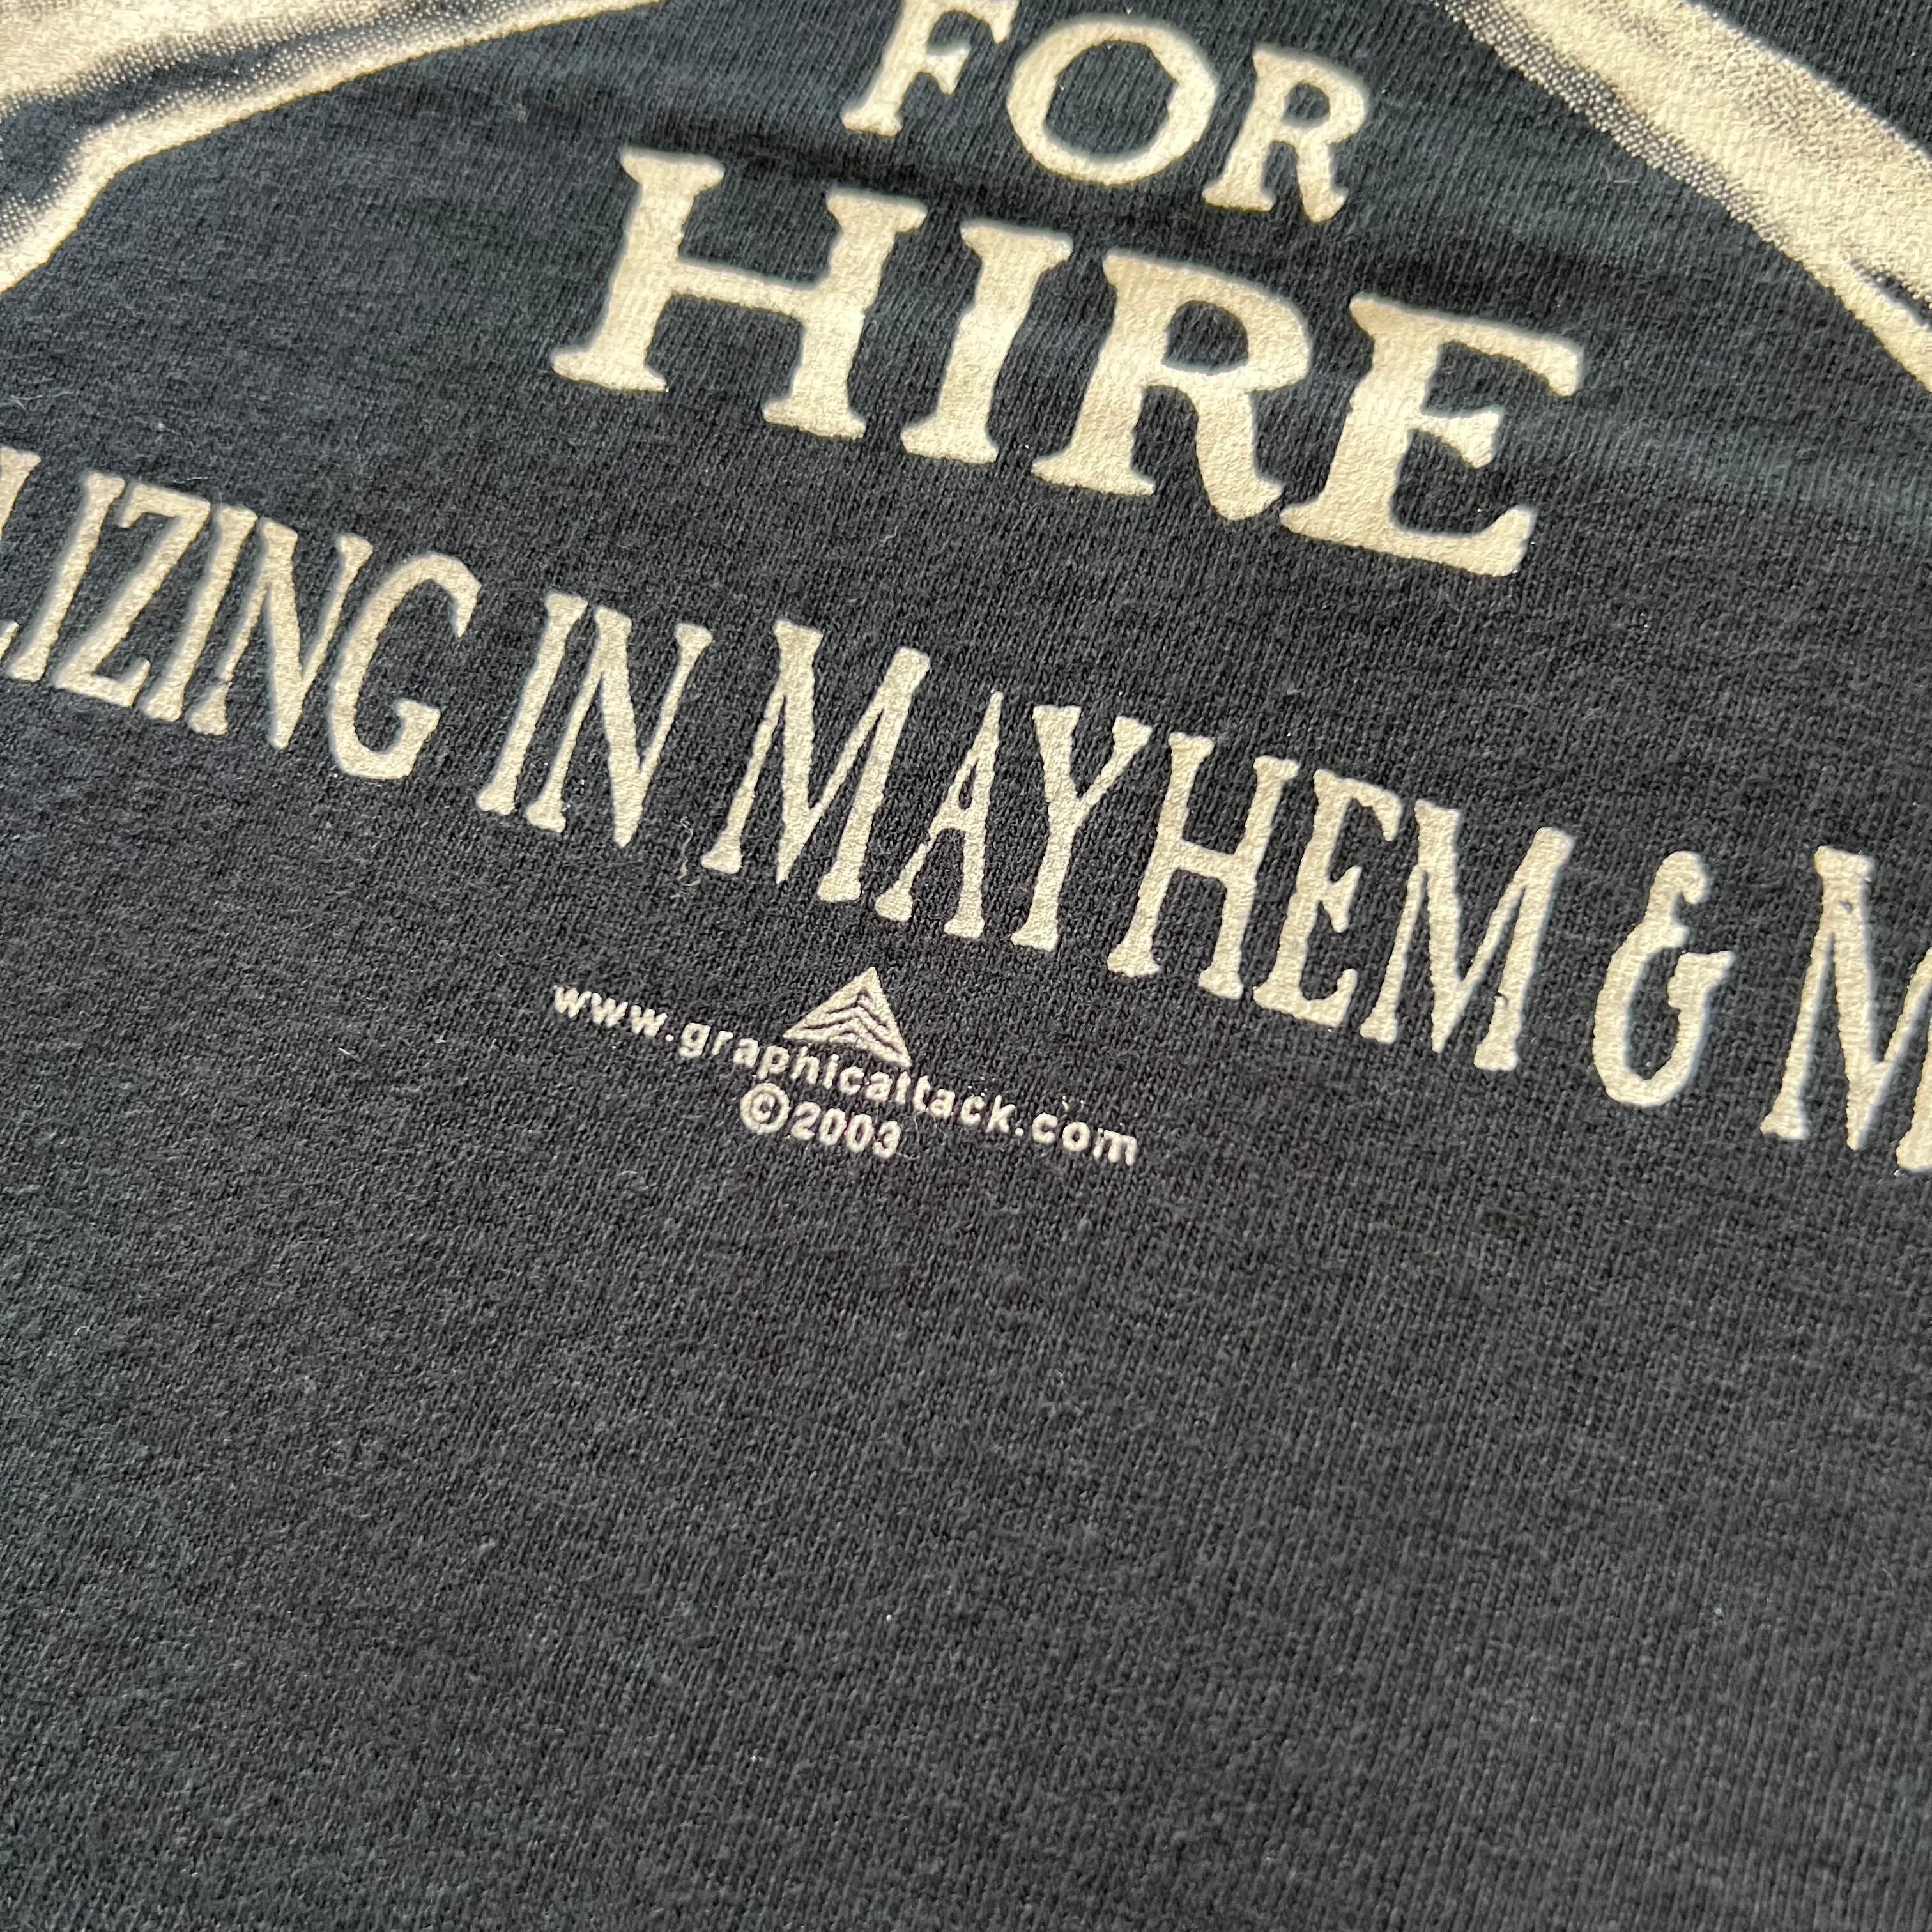 FOR
HIRE
LIZING IN MAYHEM & M
www.graphicattack.com
©2003